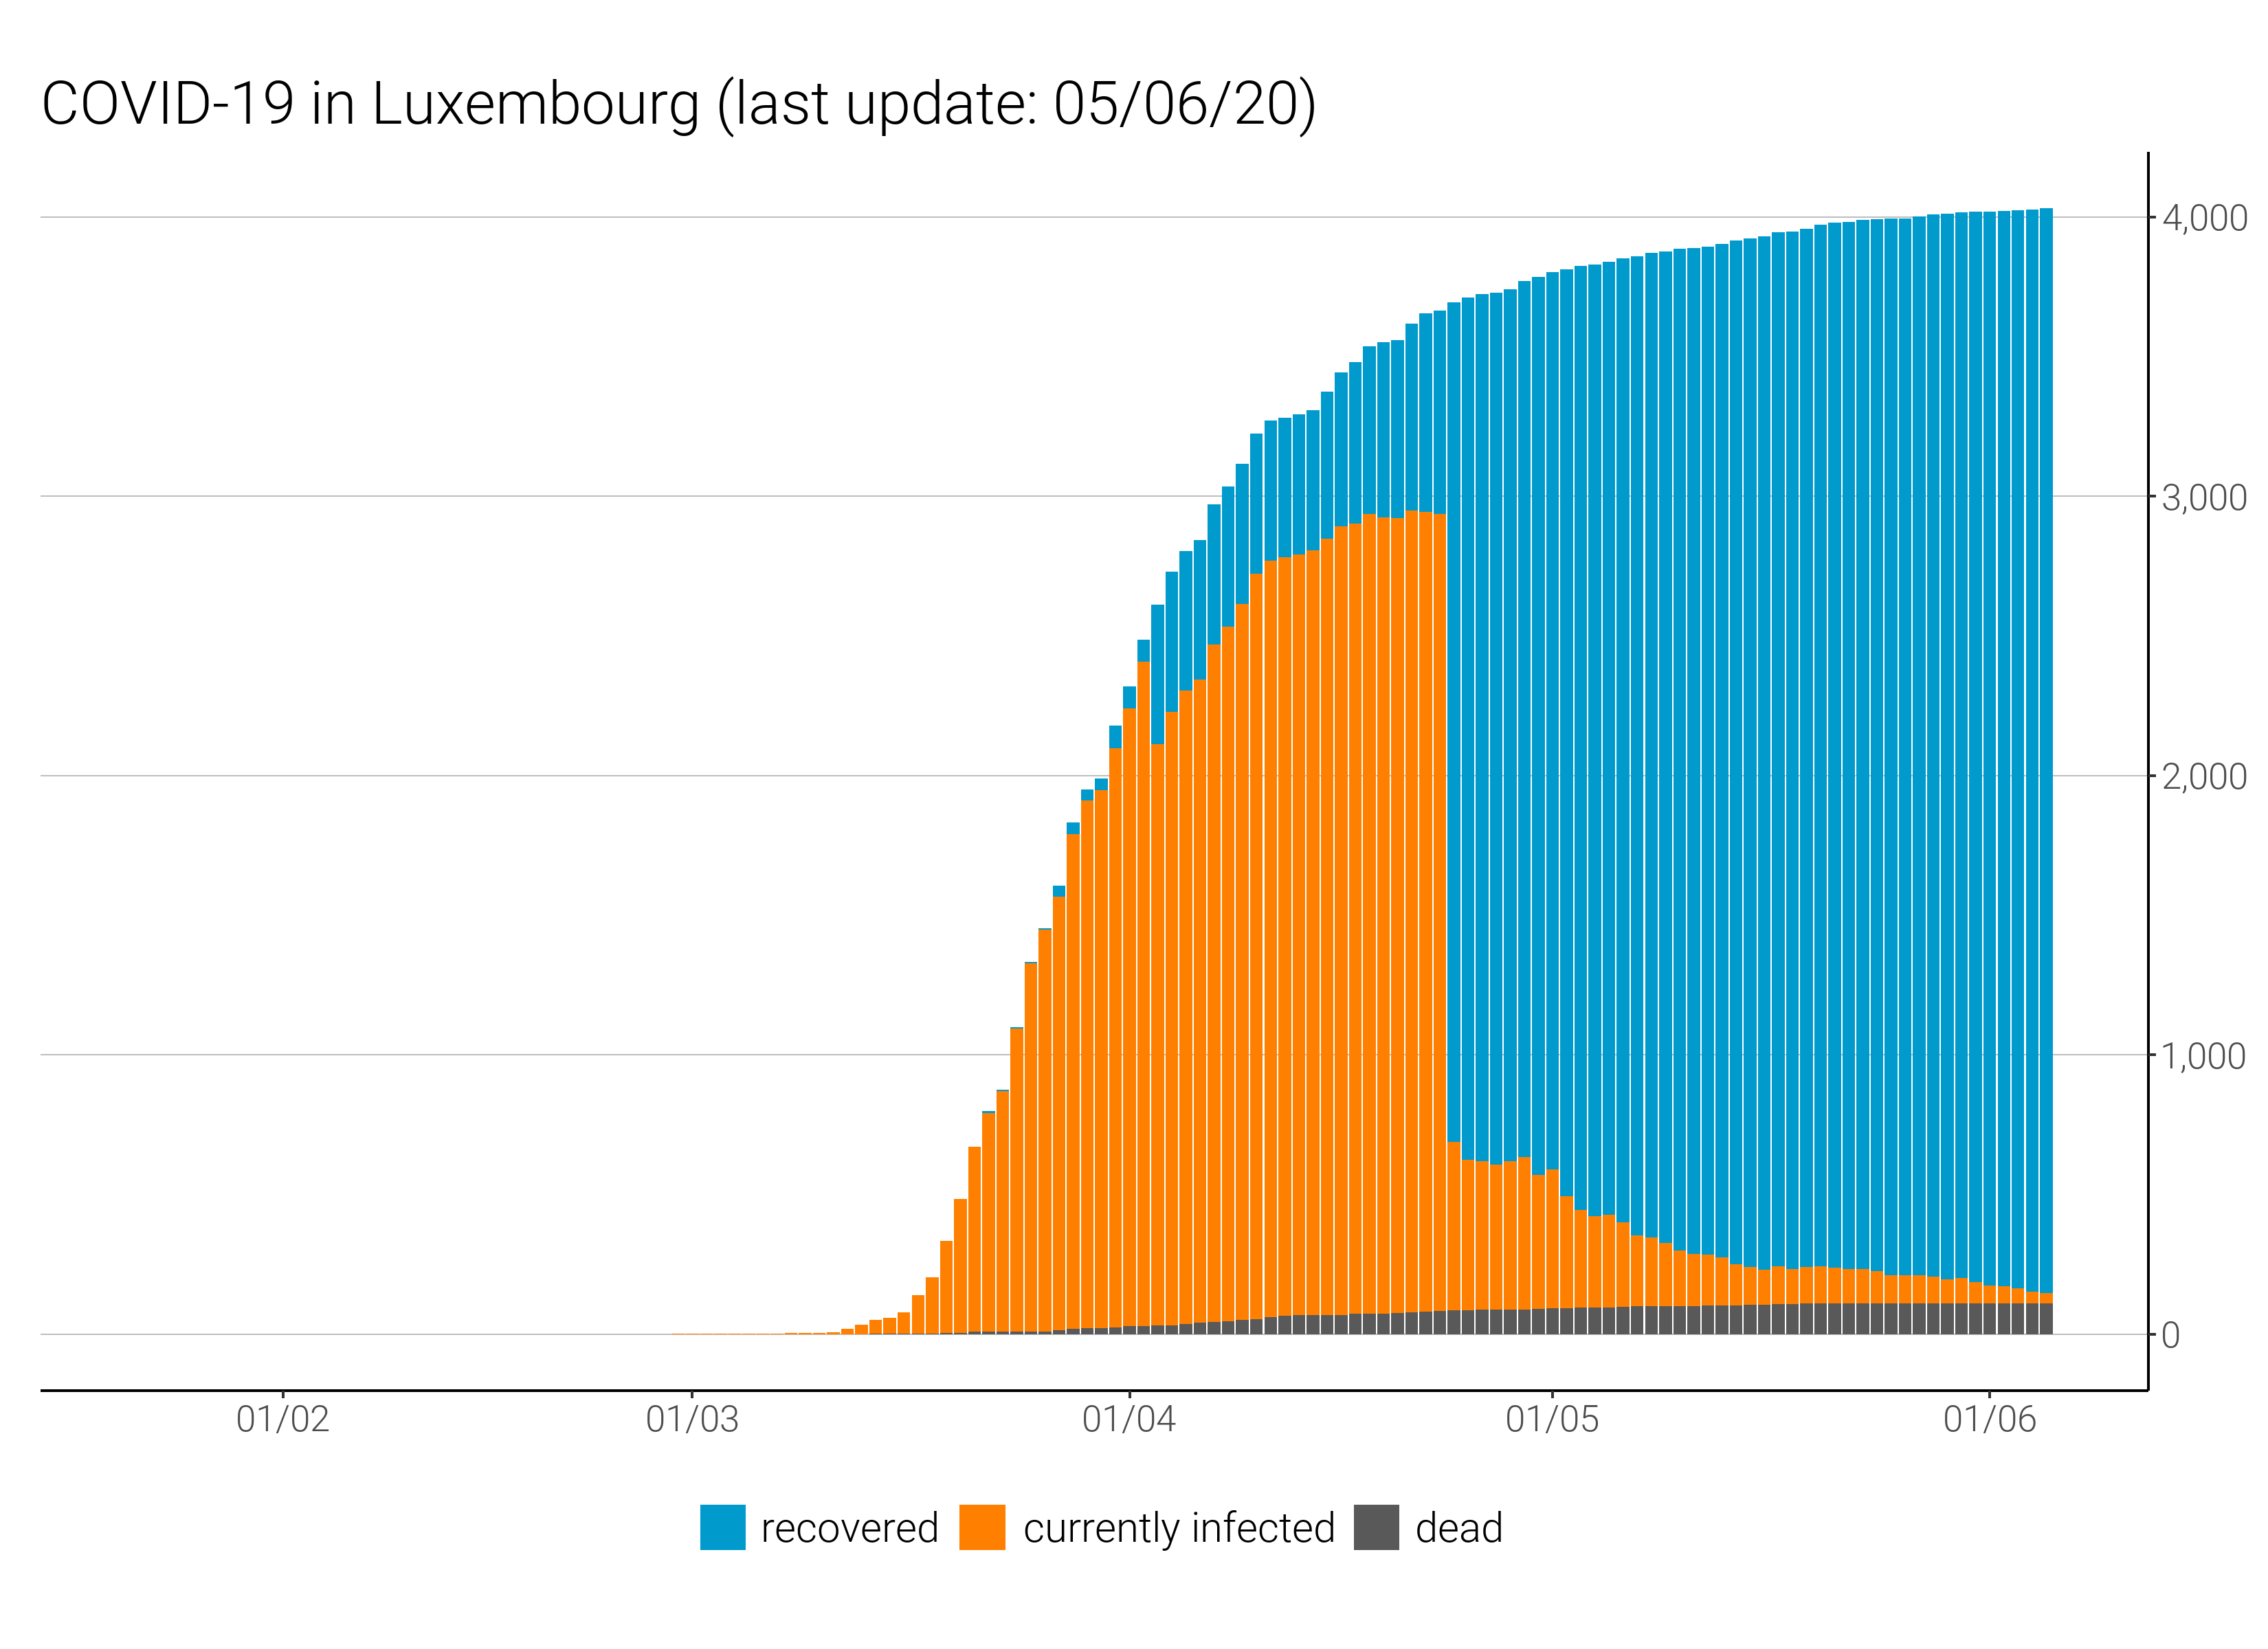 COVID-19 in Luxembourg (last update: 05/06/20)
4,000
3,000
2,000
1,000
0
01/02 01/03 01/04 01/05 01/06
recovered currently infected dead